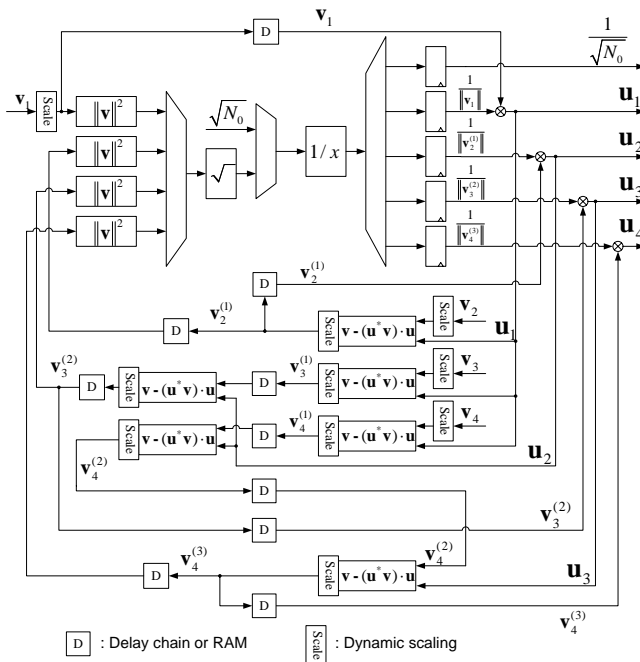 v₁
1/√N₀
D
v₁ Scale ‖v‖² √N₀ 1/‖v₁‖ u₁
‖v‖² √ 1/x 1/‖v₂⁽¹⁾‖ u₂
‖v‖² 1/‖v₃⁽²⁾‖ u₃
‖v‖² 1/‖v₄⁽³⁾‖ u₄
D v₂⁽¹⁾
v₂⁽¹⁾ D Scale v - (u*v)·u Scale v₂ u₁
v₃⁽²⁾ D Scale v - (u*v)·u D v₃⁽¹⁾ Scale v - (u*v)·u Scale v₃
v₄⁽²⁾ Scale v - (u*v)·u D v₄⁽¹⁾ Scale v - (u*v)·u Scale v₄
u₂
D
D v₃⁽²⁾
v₄⁽³⁾ D Scale v - (u*v)·u v₄⁽²⁾ u₃
D v₄⁽³⁾
D : Delay chain or RAM Scale : Dynamic scaling